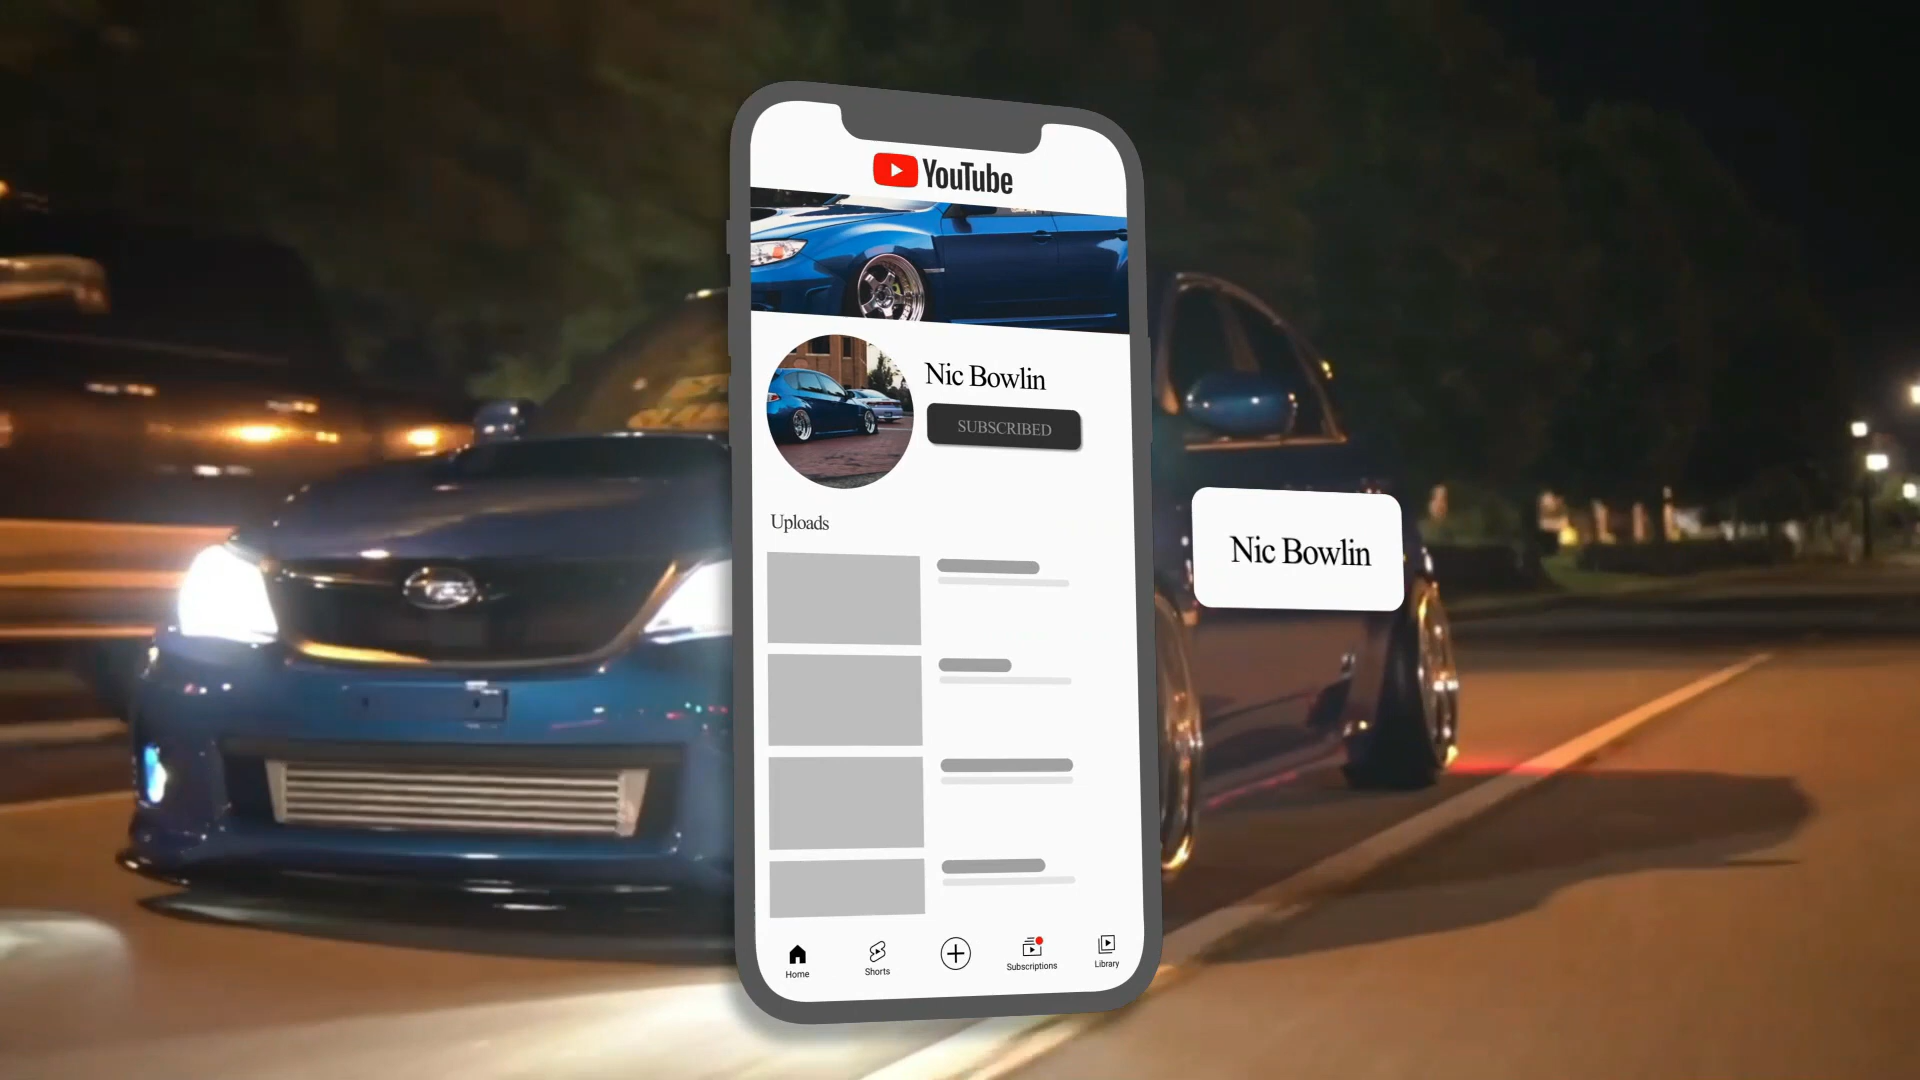 YouTube
Nic Bowlin
SUBSCRIBED
Uploads
Nic Bowlin
Home
Shorts
Subscriptions
Library